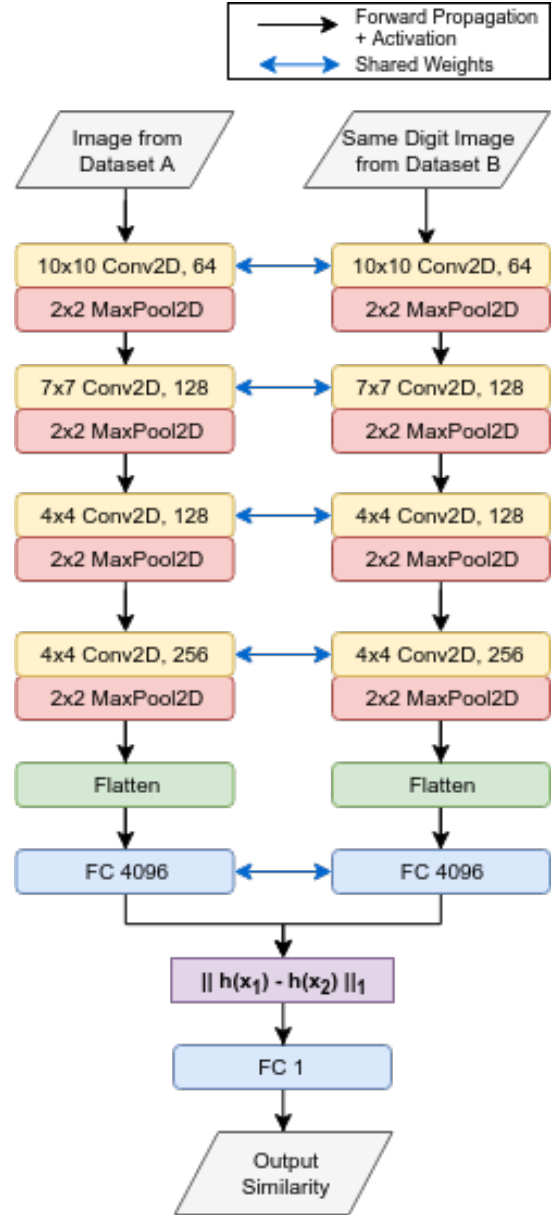 Forward Propagation
+ Activation
Shared Weights
Image from
Dataset A
Same Digit Image
from Dataset B
10x10 Conv2D, 64
10x10 Conv2D, 64
2x2 MaxPool2D
2x2 MaxPool2D
7x7 Conv2D, 128
7x7 Conv2D, 128
2x2 MaxPool2D
2x2 MaxPool2D
4x4 Conv2D, 128
4x4 Conv2D, 128
2x2 MaxPool2D
2x2 MaxPool2D
4x4 Conv2D, 256
4x4 Conv2D, 256
2x2 MaxPool2D
2x2 MaxPool2D
Flatten
Flatten
FC 4096
FC 4096
|| h(x₁) - h(x₂) ||₁
FC 1
Output
Similarity